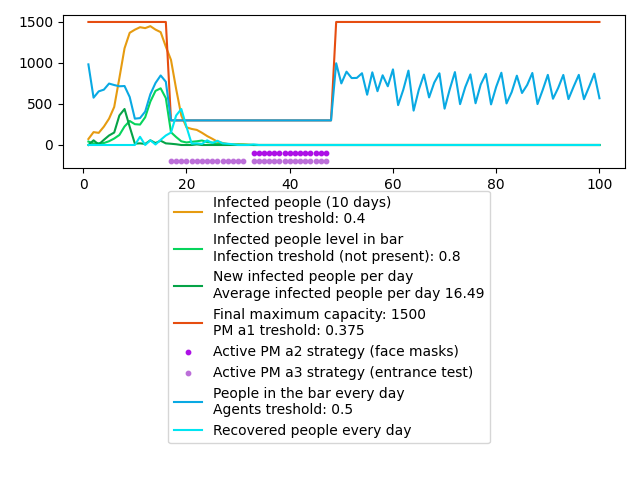 1500
1000
500
0
0
20
40
60
80
100
Infected people (10 days)
Infection treshold: 0.4
Infected people level in bar
Infection treshold (not present): 0.8
New infected people per day
Average infected people per day 16.49
Final maximum capacity: 1500
PM a1 treshold: 0.375
Active PM a2 strategy (face masks)
Active PM a3 strategy (entrance test)
People in the bar every day
Agents treshold: 0.5
Recovered people every day